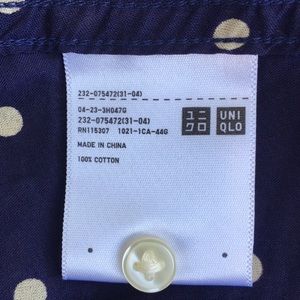 232-075472(31-04)
04-23-3H047G
232-075472(31-04)
RN115307 1021-1CA-44G
MADE IN CHINA
100% COTTON
ユニ
クロ
UNI
QLO